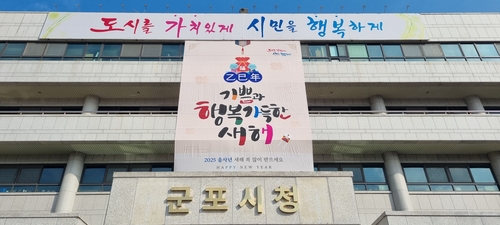 도시를 가치있게 시민을 행복하게
乙巳年
기쁨과
행복가득한
새해
2025 을사년 새해 복 많이 받으세요
HAPPY NEW YEAR
군포시청